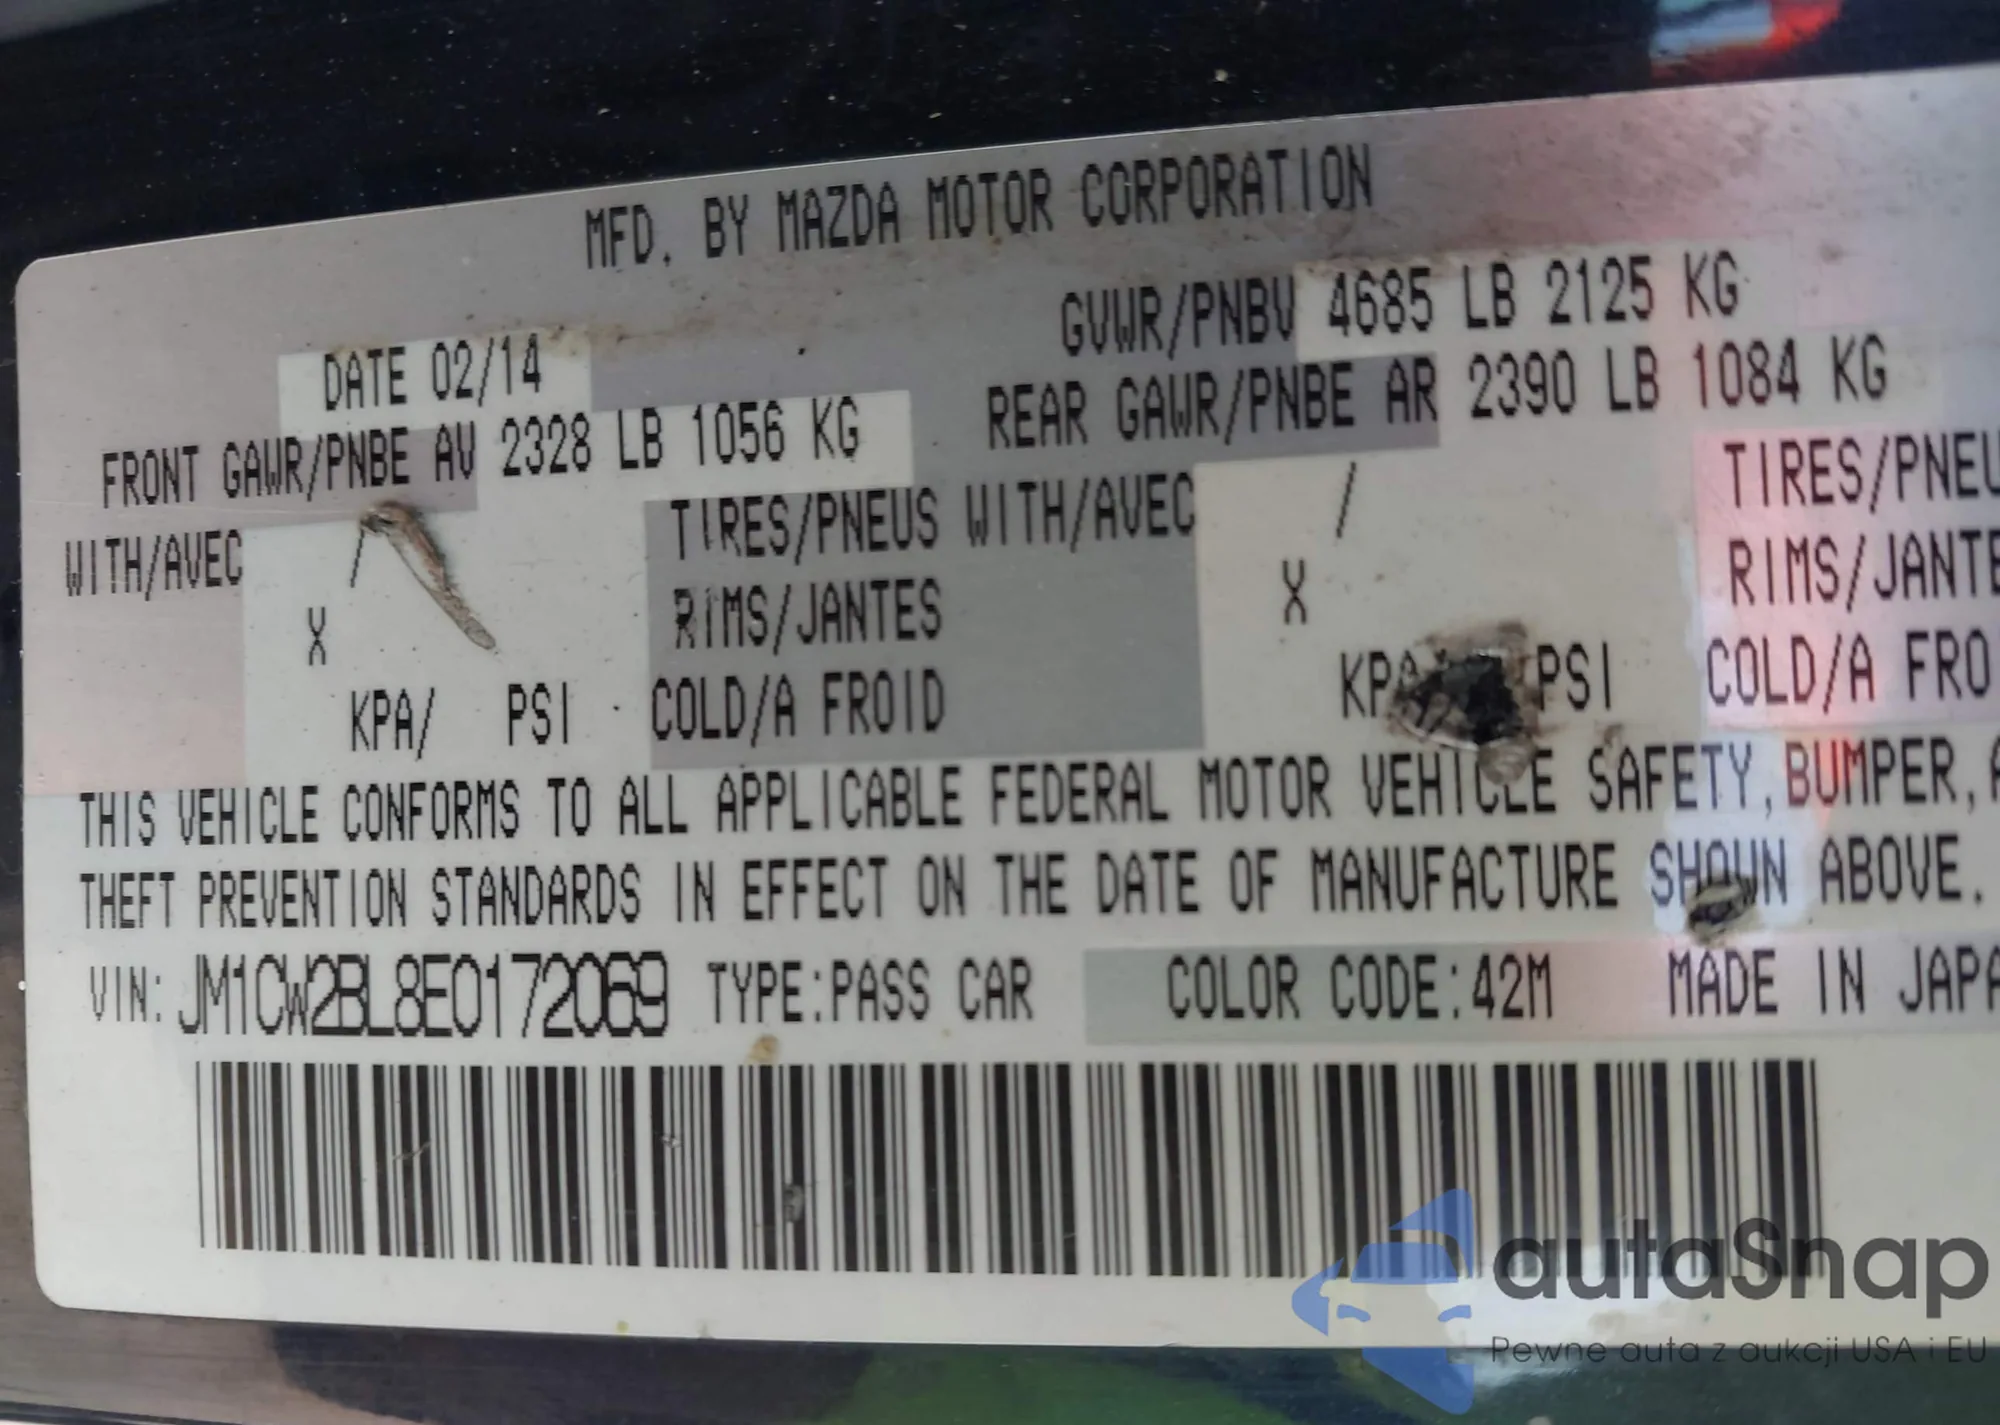 MFD. BY MAZDA MOTOR CORPORATION
DATE 02/14 GVWR/PNBV 4685 LB 2125 KG
FRONT GAWR/PNBE AV 2328 LB 1056 KG REAR GAWR/PNBE AR 2390 LB 1084 KG
WITH/AVEC / TIRES/PNEUS WITH/AVEC / TIRES/PNEU
X RIMS/JANTES X RIMS/JANTE
KPA/ PSI COLD/A FROID KPA PSI COLD/A FRO
THIS VEHICLE CONFORMS TO ALL APPLICABLE FEDERAL MOTOR VEHICLE SAFETY, BUMPER, A
THEFT PREVENTION STANDARDS IN EFFECT ON THE DATE OF MANUFACTURE SHOWN ABOVE.
VIN: JM1CW2BL8E0172069 TYPE:PASS CAR COLOR CODE:42M MADE IN JAPA
autaSnap
Pewne auta z aukcji USA i EU